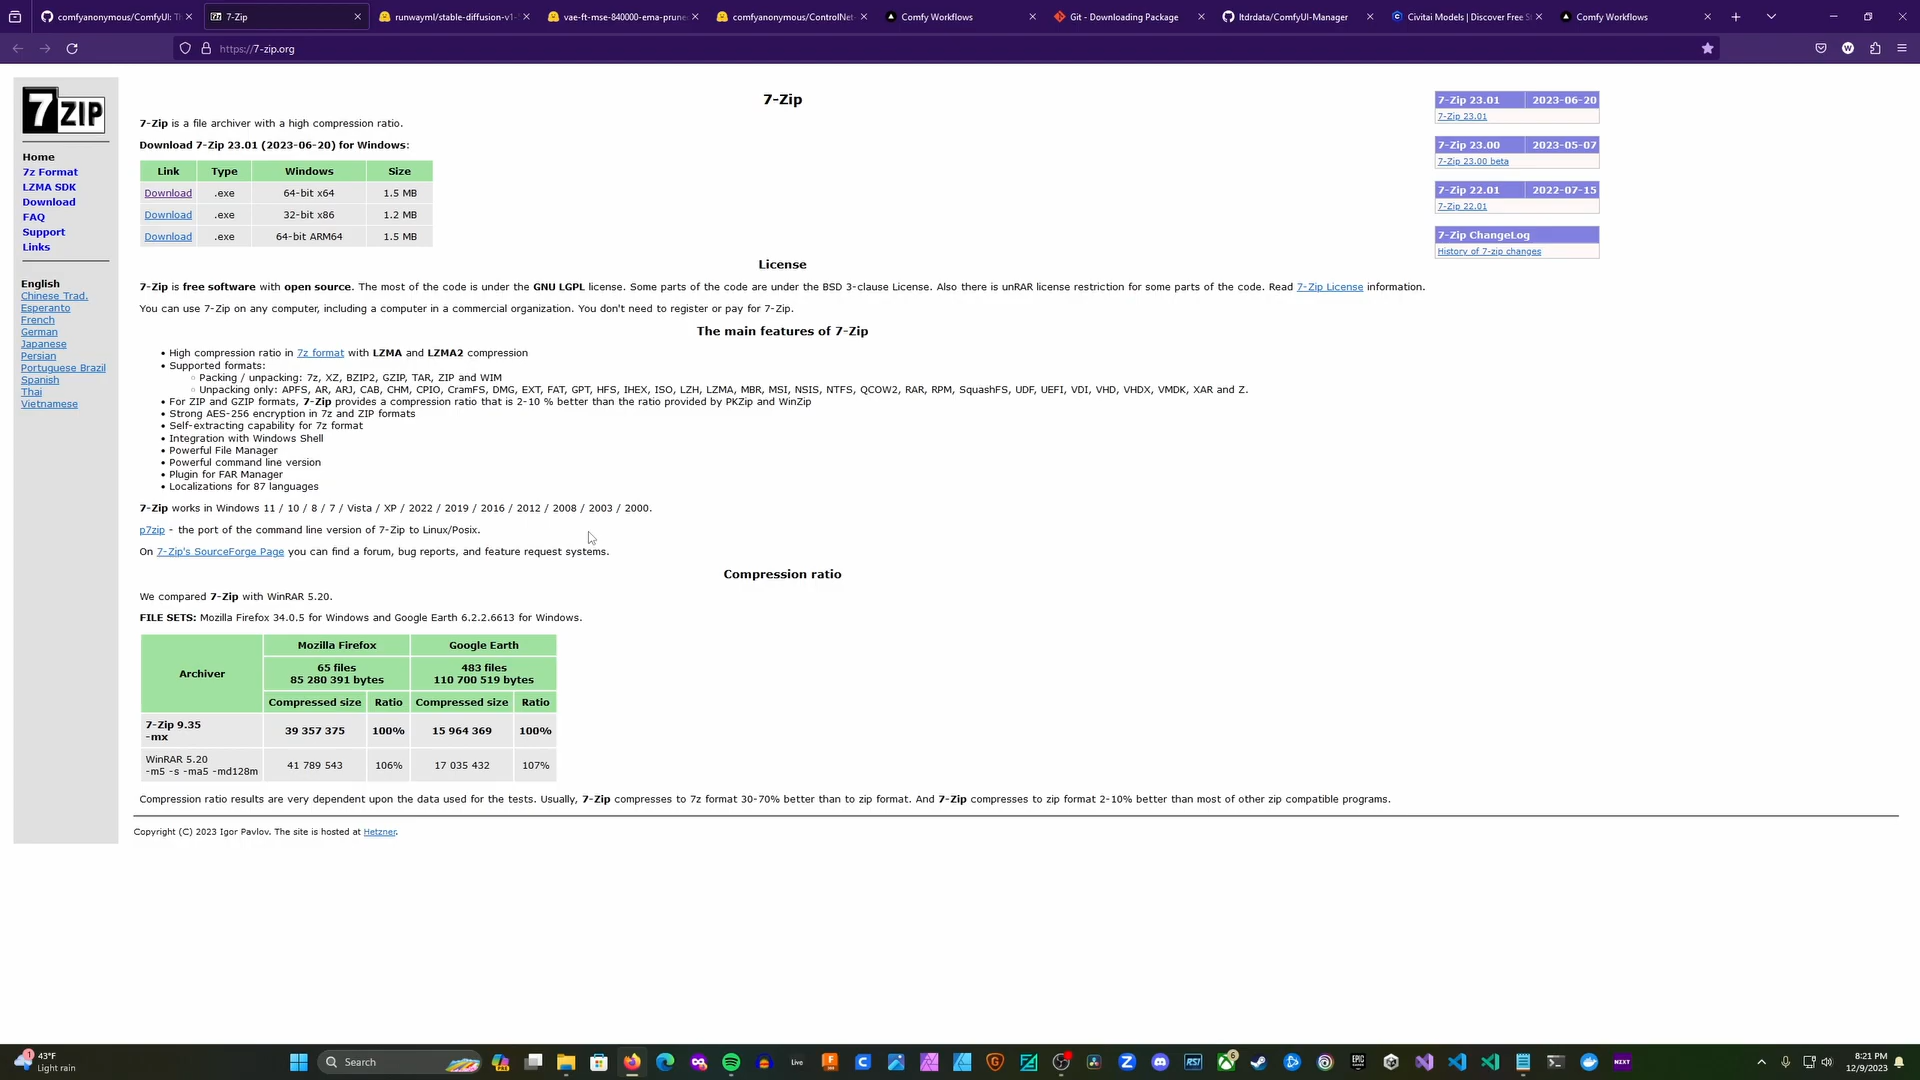 comfyanonymous/ComfyUI: Th
7-Zip
runwayml/stable-diffusion-v1-5
vae-ft-mse-840000-ema-pruned
comfyanonymous/ControlNet-
Comfy Workflows
Git - Downloading Package
ltdrdata/ComfyUI-Manager
Civitai Models | Discover Free S
Comfy Workflows
https://7-zip.org
W
7ZIP
Home
7z Format
LZMA SDK
Download
FAQ
Support
Links
English
Chinese Trad.
Esperanto
French
German
Japanese
Persian
Portuguese Brazil
Spanish
Thai
Vietnamese
7-Zip
7-Zip is a file archiver with a high compression ratio.
Download 7-Zip 23.01 (2023-06-20) for Windows:
Link Type Windows Size
Download .exe 64-bit x64 1.5 MB
Download .exe 32-bit x86 1.2 MB
Download .exe 64-bit ARM64 1.5 MB
License
7-Zip is free software with open source. The most of the code is under the GNU LGPL license. Some parts of the code are under the BSD 3-clause License. Also there is unRAR license restriction for some parts of the code. Read 7-Zip License information.
You can use 7-Zip on any computer, including a computer in a commercial organization. You don't need to register or pay for 7-Zip.
The main features of 7-Zip
• High compression ratio in 7z format with LZMA and LZMA2 compression
• Supported formats:
◦ Packing / unpacking: 7z, XZ, BZIP2, GZIP, TAR, ZIP and WIM
◦ Unpacking only: APFS, AR, ARJ, CAB, CHM, CPIO, CramFS, DMG, EXT, FAT, GPT, HFS, IHEX, ISO, LZH, LZMA, MBR, MSI, NSIS, NTFS, QCOW2, RAR, RPM, SquashFS, UDF, UEFI, VDI, VHD, VHDX, VMDK, XAR and Z.
• For ZIP and GZIP formats, 7-Zip provides a compression ratio that is 2-10 % better than the ratio provided by PKZip and WinZip
• Strong AES-256 encryption in 7z and ZIP formats
• Self-extracting capability for 7z format
• Integration with Windows Shell
• Powerful File Manager
• Powerful command line version
• Plugin for FAR Manager
• Localizations for 87 languages
7-Zip works in Windows 11 / 10 / 8 / 7 / Vista / XP / 2022 / 2019 / 2016 / 2012 / 2008 / 2003 / 2000.
p7zip - the port of the command line version of 7-Zip to Linux/Posix.
On 7-Zip's SourceForge Page you can find a forum, bug reports, and feature request systems.
Compression ratio
We compared 7-Zip with WinRAR 5.20.
FILE SETS: Mozilla Firefox 34.0.5 for Windows and Google Earth 6.2.2.6613 for Windows.
Archiver
Mozilla Firefox Google Earth
65 files 483 files
85 280 391 bytes 110 700 519 bytes
Compressed size Ratio Compressed size Ratio
7-Zip 9.35
-mx
39 357 375 100% 15 964 369 100%
WinRAR 5.20
-m5 -s -ma5 -md128m
41 789 543 106% 17 035 432 107%
Compression ratio results are very dependent upon the data used for the tests. Usually, 7-Zip compresses to 7z format 30-70% better than to zip format. And 7-Zip compresses to zip format 2-10% better than most of other zip compatible programs.
Copyright (C) 2023 Igor Pavlov. The site is hosted at Hetzner.
7-Zip 23.01 2023-06-20
7-Zip 23.01
7-Zip 23.00 2023-05-07
7-Zip 23.00 beta
7-Zip 22.01 2022-07-15
7-Zip 22.01
7-Zip ChangeLog
History of 7-zip changes
1
43°F
Light rain
Search
Live
RSI
EPIC
6
NEXT
8:21 PM
12/9/2023